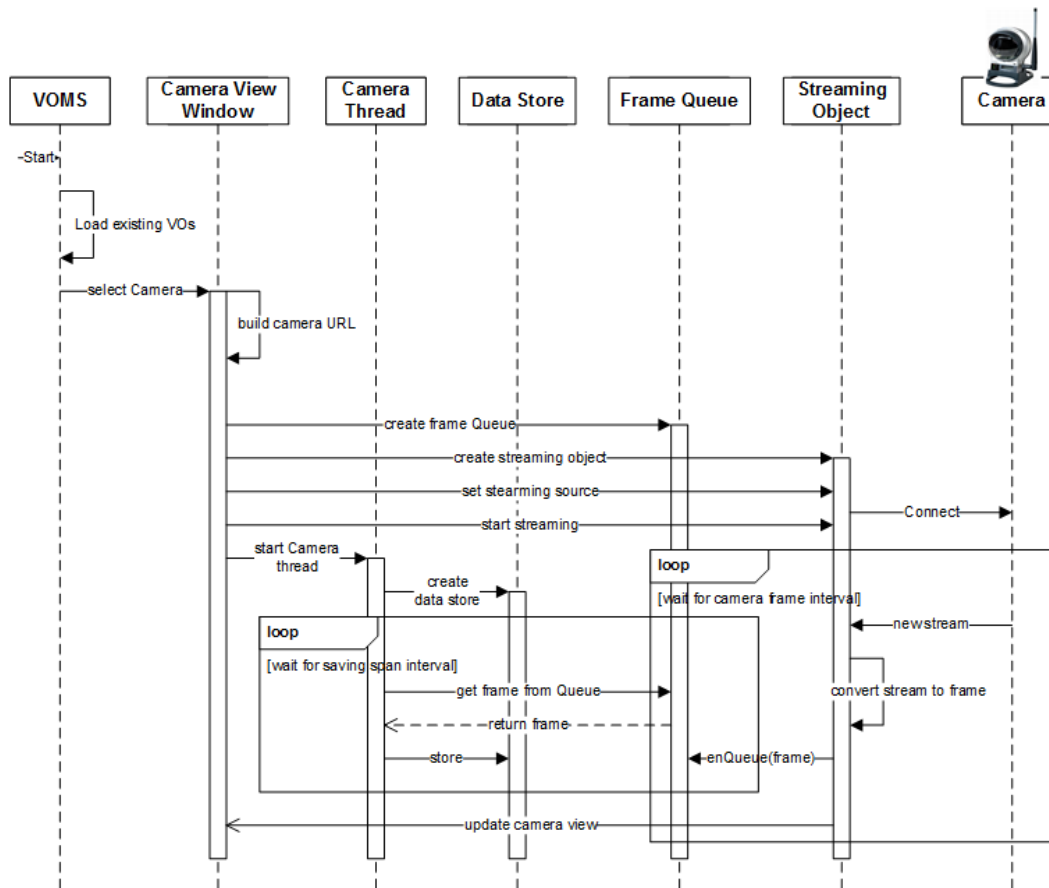 VOMS
Camera View
Window
Camera
Thread
Data Store
Frame Queue
Streaming
Object
Camera
Start
Load existing VOs
select Camera
build camera URL
create frame Queue
create streaming object
set stearming source
Connect
start streaming
start Camera
thread
loop
[wait for camera frame interval]
create
data store
newstream
loop
[wait for saving span interval]
get frame from Queue
convert stream to frame
return frame
store
enQueue(frame)
update camera view